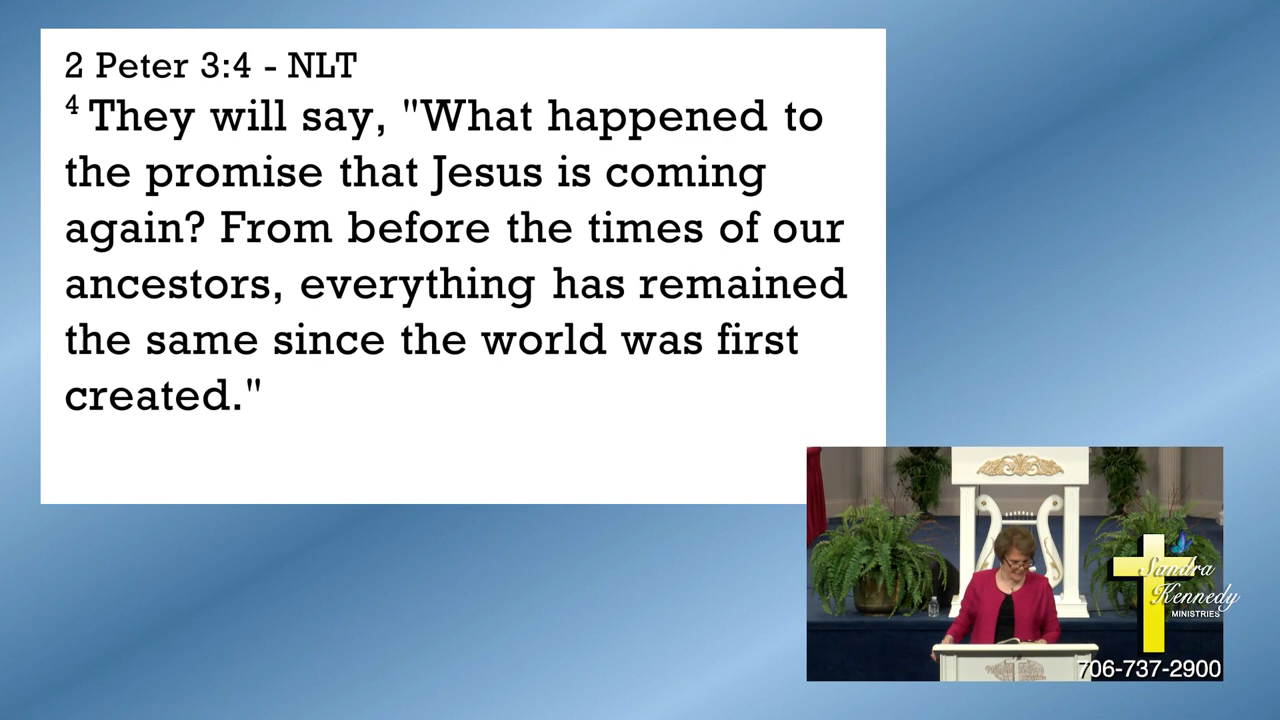 2 Peter 3:4 - NLT
4 They will say, "What happened to
the promise that Jesus is coming
again? From before the times of our
ancestors, everything has remained
the same since the world was first
created."
Sandra
Kennedy
MINISTRIES
706-737-2900